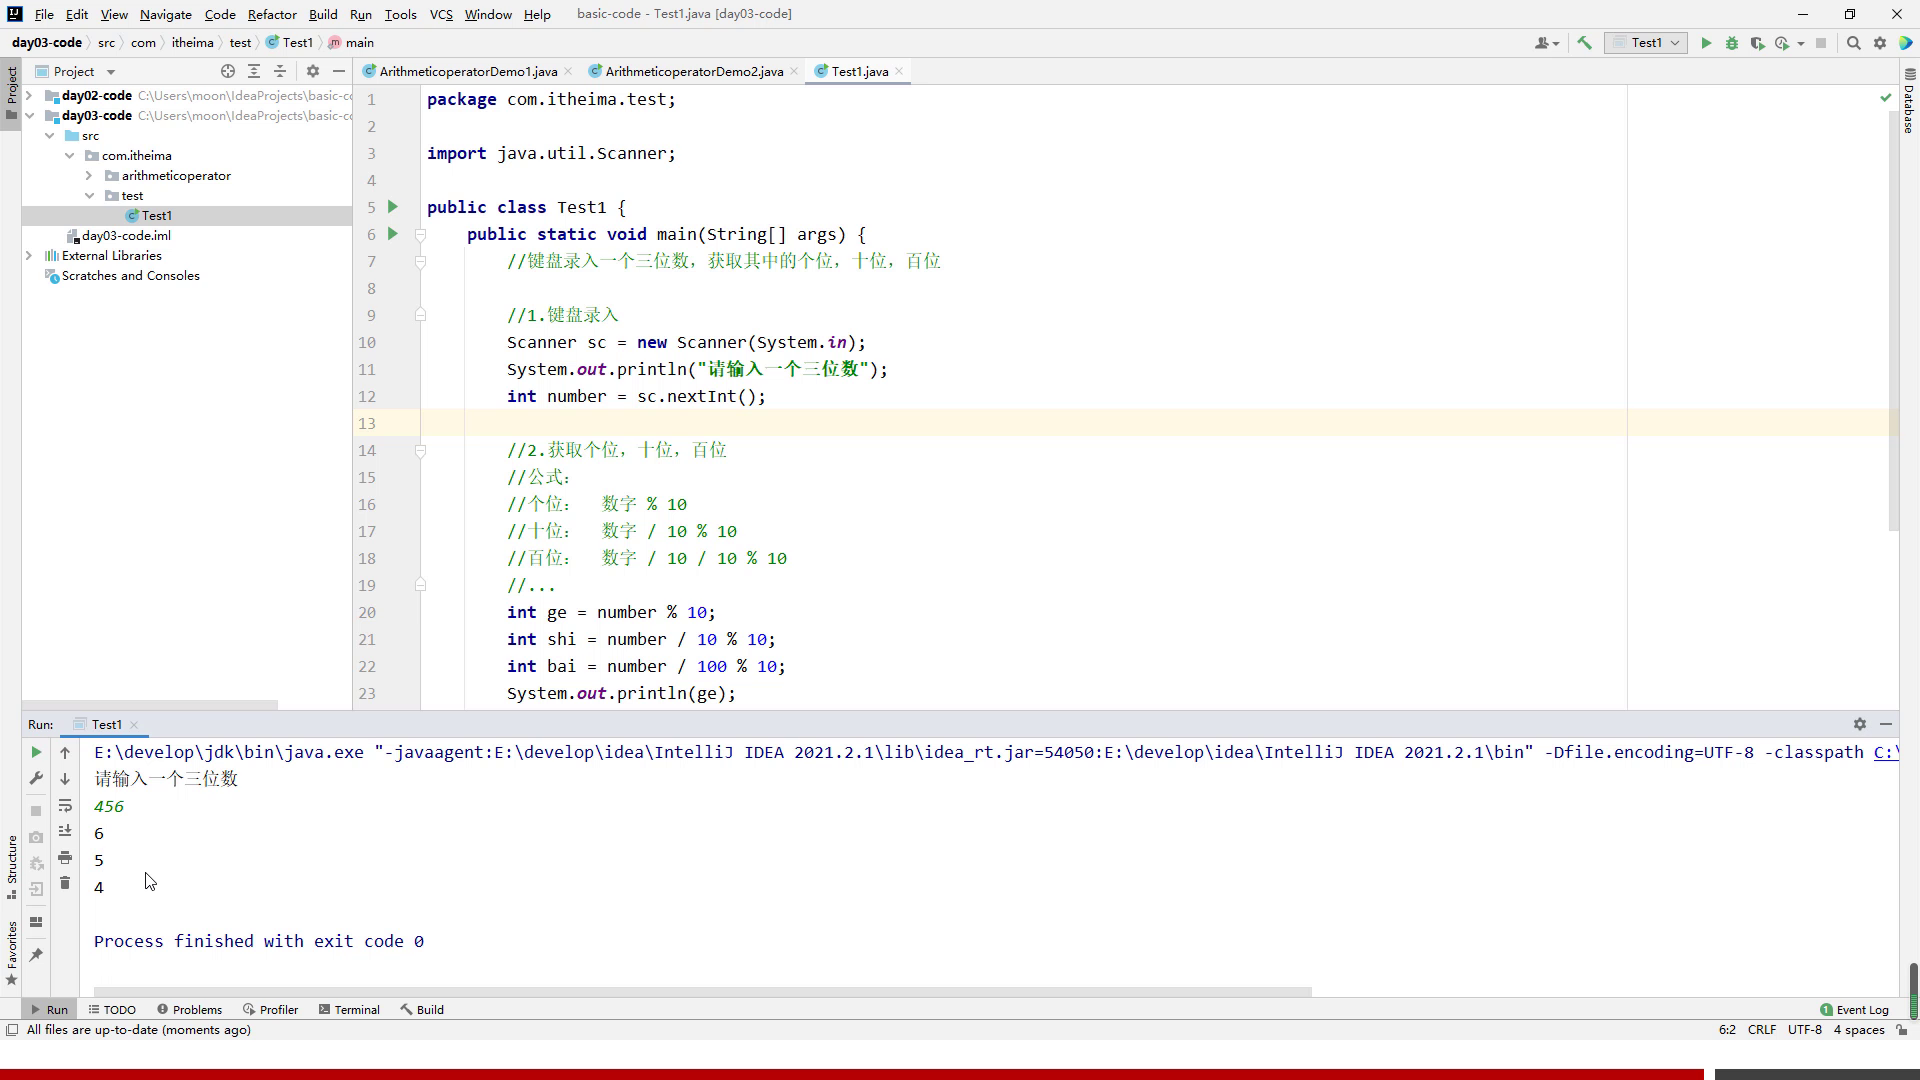 File Edit View Navigate Code Refactor Build Run Tools VCS Window Help basic-code - Test1.java [day03-code]
day03-code src com itheima test Test1 main
Test1
Project
ArithmeticoperatorDemo1.java ArithmeticoperatorDemo2.java Test1.java
Project
Database
day02-code C:\Users\moon\IdeaProjects\basic-c
day03-code C:\Users\moon\IdeaProjects\basic-c
src
com.itheima
arithmeticoperator
test
Test1
day03-code.iml
External Libraries
Scratches and Consoles
1 package com.itheima.test;
2
3 import java.util.Scanner;
4
5 public class Test1 {
6 public static void main(String[] args) {
7 //键盘录入一个三位数，获取其中的个位，十位，百位
8
9 //1.键盘录入
10 Scanner sc = new Scanner(System.in);
11 System.out.println("请输入一个三位数");
12 int number = sc.nextInt();
13
14 //2.获取个位，十位，百位
15 //公式：
16 //个位： 数字 % 10
17 //十位： 数字 / 10 % 10
18 //百位： 数字 / 10 / 10 % 10
19 //...
20 int ge = number % 10;
21 int shi = number / 10 % 10;
22 int bai = number / 100 % 10;
23 System.out.println(ge);
Run: Test1
E:\develop\jdk\bin\java.exe "-javaagent:E:\develop\idea\IntelliJ IDEA 2021.2.1\lib\idea_rt.jar=54050:E:\develop\idea\IntelliJ IDEA 2021.2.1\bin" -Dfile.encoding=UTF-8 -classpath C:\
请输入一个三位数
456
6
5
4
Process finished with exit code 0
Structure
Favorites
Run TODO Problems Profiler Terminal Build 1 Event Log
All files are up-to-date (moments ago) 6:2 CRLF UTF-8 4 spaces